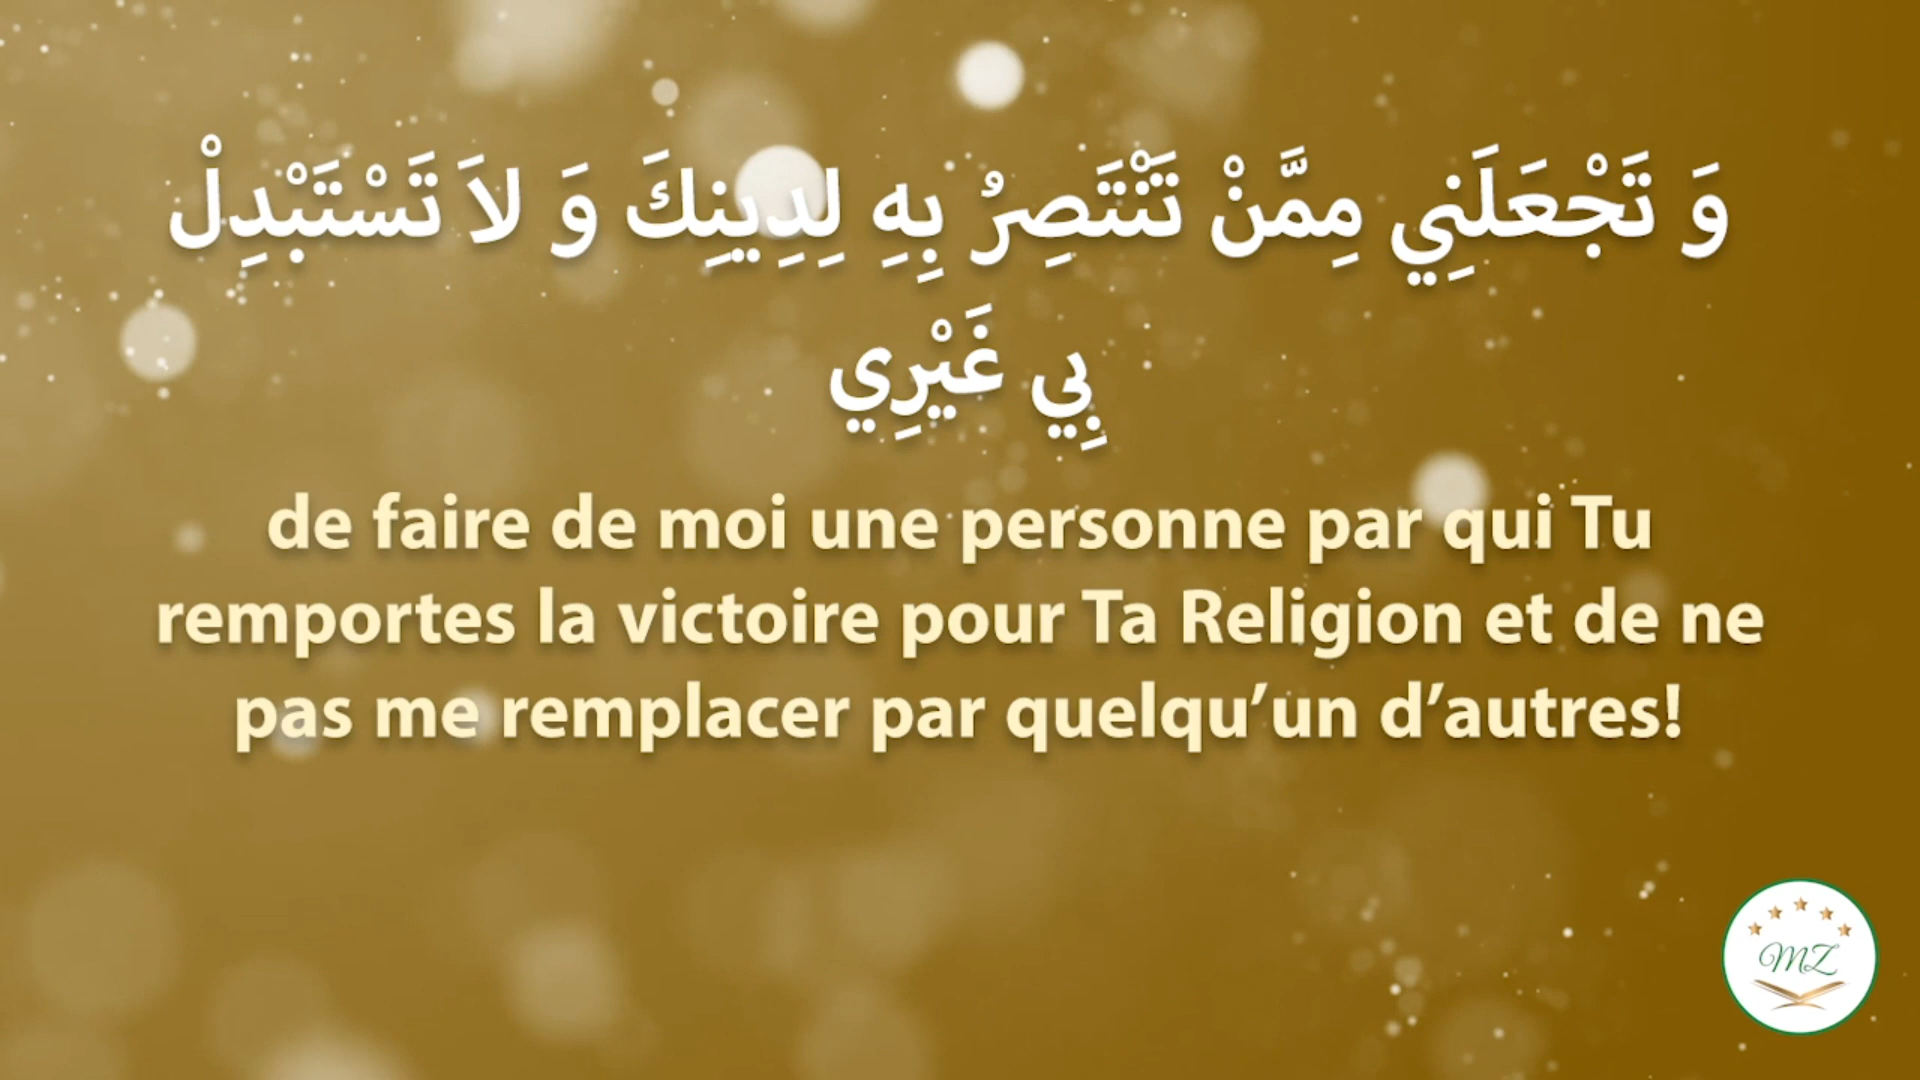 وَ تَجْعَلَنِي مِمَّنْ تَنْتَصِرُ بِهِ لِدِينِكَ وَ لاَ تَسْتَبْدِلْ
بِي غَيْرِي
de faire de moi une personne par qui Tu
remportes la victoire pour Ta Religion et de ne
pas me remplacer par quelqu’un d’autres!
MZ